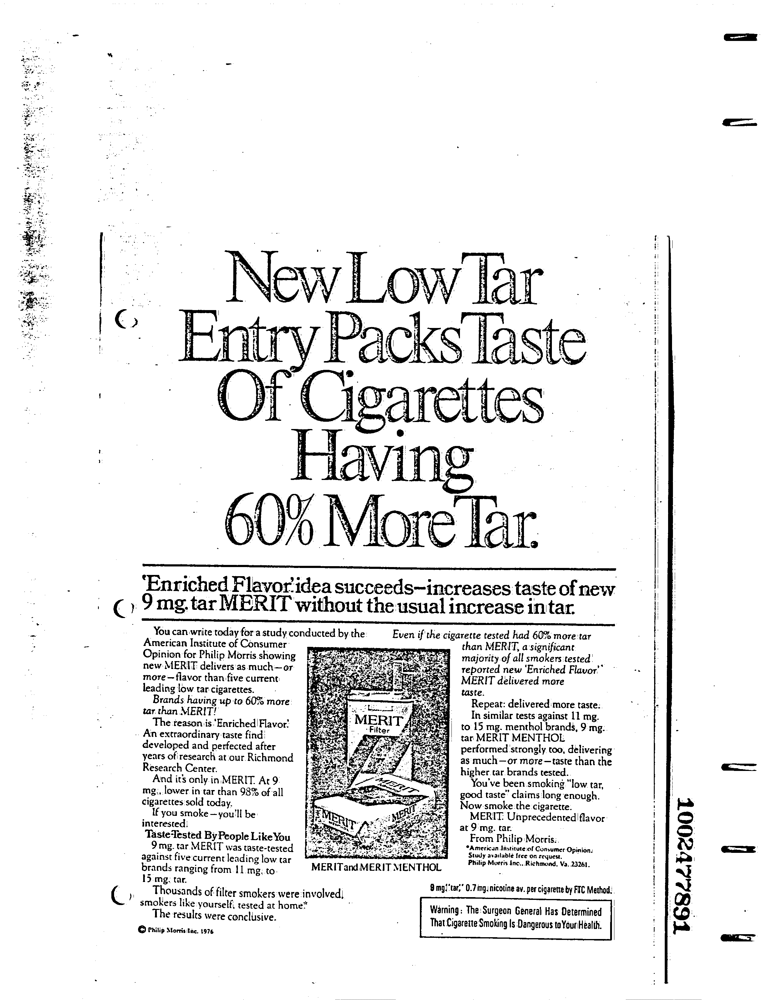 New Low Tar
Entry Packs Taste
Of Cigarettes
Having
60% More Tar.
'Enriched Flavor,' idea succeeds—increases taste of new
9 mg. tar MERIT without the usual increase in tar.
You can write today for a study conducted by the
American Institute of Consumer
Opinion for Philip Morris showing
new MERIT delivers as much—or
more—flavor than five current
leading low tar cigarettes.
Brands having up to 60% more
tar than MERIT!
The reason is 'Enriched Flavor.'
An extraordinary taste find
developed and perfected after
years of research at our Richmond
Research Center.
And it's only in MERIT. At 9
mg., lower in tar than 98% of all
cigarettes sold today.
If you smoke—you'll be
interested.
Taste-Tested By People Like You
9 mg. tar MERIT was taste-tested
against five current leading low tar
brands ranging from 11 mg. to
15 mg. tar.
Thousands of filter smokers were involved,
smokers like yourself, tested at home.*
The results were conclusive.
© Philip Morris Inc. 1976
Even if the cigarette tested had 60% more tar
than MERIT, a significant
majority of all smokers tested
reported new 'Enriched Flavor'
MERIT delivered more
taste.
Repeat: delivered more taste.
In similar tests against 11 mg.
to 15 mg. menthol brands, 9 mg.
tar MERIT MENTHOL
performed strongly too, delivering
as much—or more—taste than the
higher tar brands tested.
You've been smoking "low tar,
good taste" claims long enough.
Now smoke the cigarette.
MERIT. Unprecedented flavor
at 9 mg. tar.
From Philip Morris.
*American Institute of Consumer Opinion.
Study available free on request.
Philip Morris Inc., Richmond, Va. 23261.
MERIT
Filter
MERIT
MERIT
MERIT
MERIT and MERIT MENTHOL
9 mg. "tar," 0.7 mg. nicotine av. per cigarette by FTC Method.
Warning: The Surgeon General Has Determined
That Cigarette Smoking Is Dangerous to Your Health.
1002477891